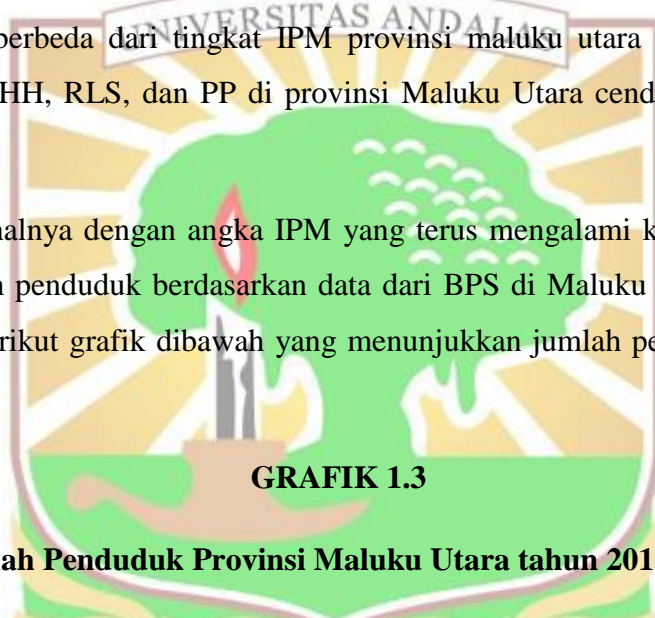 UNIVERSITAS ANDALAS
berbeda dari tingkat IPM provinsi maluku utara
HH, RLS, dan PP di provinsi Maluku Utara cend
alnya dengan angka IPM yang terus mengalami k
penduduk berdasarkan data dari BPS di Maluku
rikut grafik dibawah yang menunjukkan jumlah pe
GRAFIK 1.3
lah Penduduk Provinsi Maluku Utara tahun 201